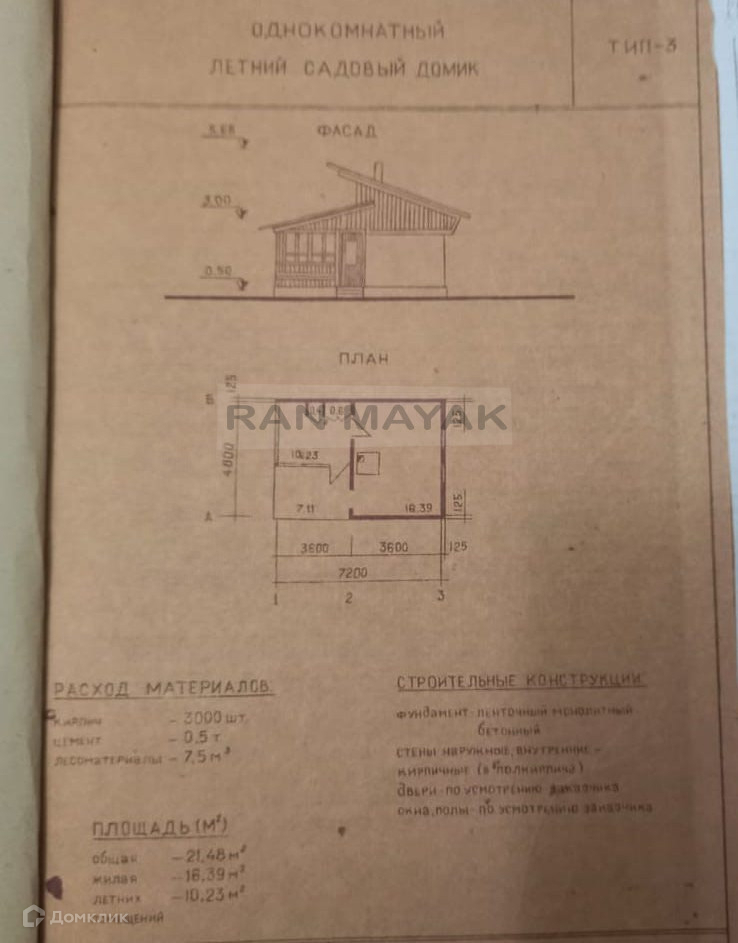 ОДНОКОМНАТНЫЙ
ЛЕТНИЙ САДОВЫЙ ДОМИК
ТИП-3
ФАСАД
3.00
0.50
ПЛАН
Б
125
RAN MAYAK
125
4800
10.23
А
7.11
16.39
125
3600
3600
125
7200
1
2
3
РАСХОД МАТЕРИАЛОВ:
КИРПИЧ - 3000 шт.
ЦЕМЕНТ - 0,5 т.
ЛЕСОМАТЕРИАЛЫ - 7,5 м³
СТРОИТЕЛЬНЫЕ КОНСТРУКЦИИ:
ФУНДАМЕНТ - ЛЕНТОЧНЫЙ МОНОЛИТНЫЙ
БЕТОННЫЙ
СТЕНЫ НАРУЖНЫЕ, ВНУТРЕННИЕ -
КИРПИЧНЫЕ (в полкирпича)
ДВЕРИ - ПО УСМОТРЕНИЮ ЗАКАЗЧИКА
ОКНА, ПОЛЫ - ПО УСМОТРЕНИЮ ЗАКАЗЧИКА
ПЛОЩАДЬ (М²)
ОБЩАЯ - 21,48 м²
ЖИЛАЯ - 16,39 м²
ЛЕТНИХ - 10,23 м²
Домклик